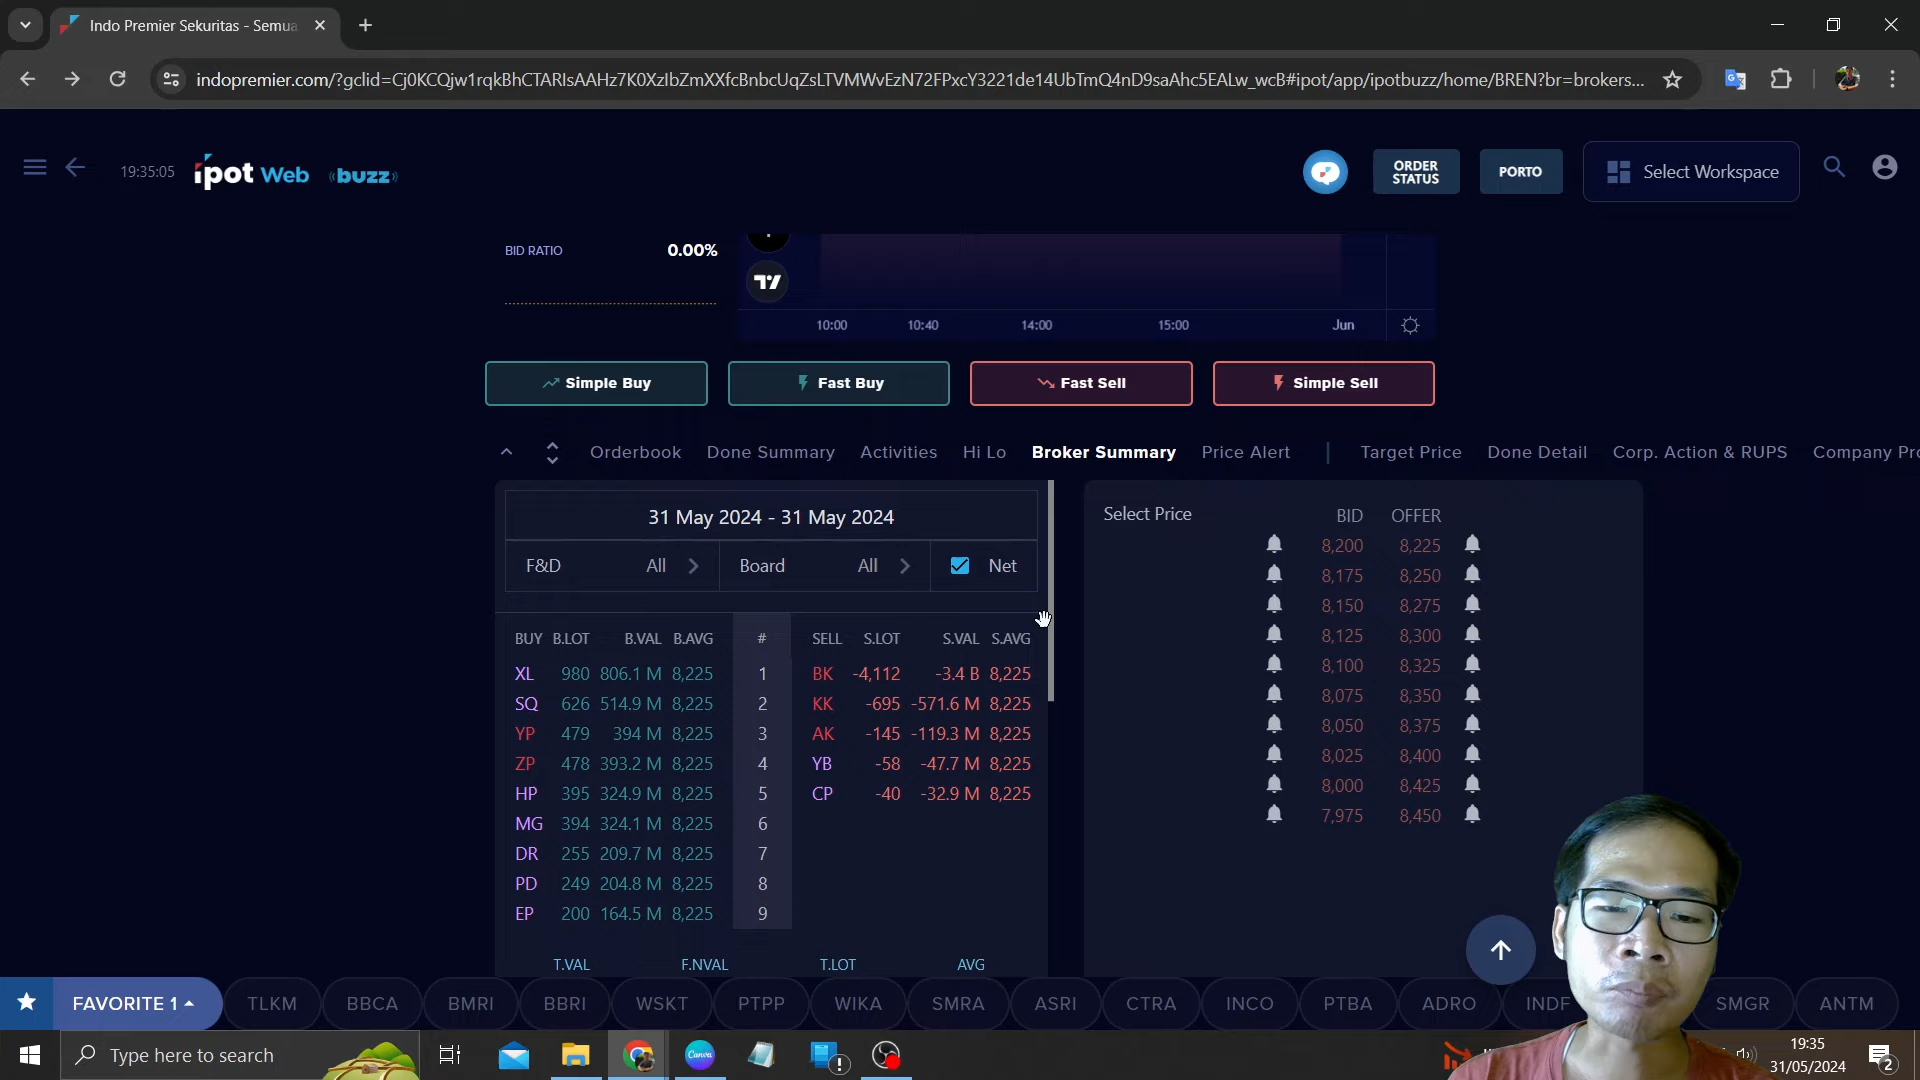 Indo Premier Sekuritas - Semua
indopremier.com/?gclid=Cj0KCQjw1rqkBhCTARIsAAHz7K0XzIbZmXXfcBnbcUqZsLTVMWvEzN72FPxcY3221de14UbTmQ4nD9saAhc5EALw_wcB#ipot/app/ipotbuzz/home/BREN?br=brokers...
19:35:05 ipot Web buzz
ORDER STATUS
PORTO
Select Workspace
BID RATIO 0.00%
10:00 10:40 14:00 15:00 Jun
Simple Buy Fast Buy Fast Sell Simple Sell
Orderbook Done Summary Activities Hi Lo Broker Summary Price Alert | Target Price Done Detail Corp. Action & RUPS Company Pro
31 May 2024 - 31 May 2024
F&D All Board All Net
BUY B.LOT B.VAL B.AVG # SELL S.LOT S.VAL S.AVG
XL 980 806.1 M 8,225 1 BK -4,112 -3.4 B 8,225
SQ 626 514.9 M 8,225 2 KK -695 -571.6 M 8,225
YP 479 394 M 8,225 3 AK -145 -119.3 M 8,225
ZP 478 393.2 M 8,225 4 YB -58 -47.7 M 8,225
HP 395 324.9 M 8,225 5 CP -40 -32.9 M 8,225
MG 394 324.1 M 8,225 6
DR 255 209.7 M 8,225 7
PD 249 204.8 M 8,225 8
EP 200 164.5 M 8,225 9
T.VAL F.NVAL T.LOT AVG
Select Price BID OFFER
8,200 8,225
8,175 8,250
8,150 8,275
8,125 8,300
8,100 8,325
8,075 8,350
8,050 8,375
8,025 8,400
8,000 8,425
7,975 8,450
FAVORITE 1 TLKM BBCA BMRI BBRI WSKT PTPP WIKA SMRA ASRI CTRA INCO PTBA ADRO INDF SMGR ANTM
Type here to search
Canva
19:35
31/05/2024
2